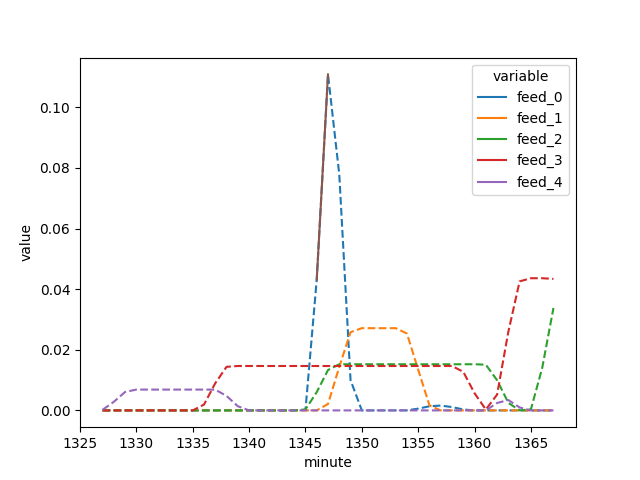 variable
feed_0
feed_1
feed_2
feed_3
feed_4
value
0.10
0.08
0.06
0.04
0.02
0.00
1325 1330 1335 1340 1345 1350 1355 1360 1365
minute